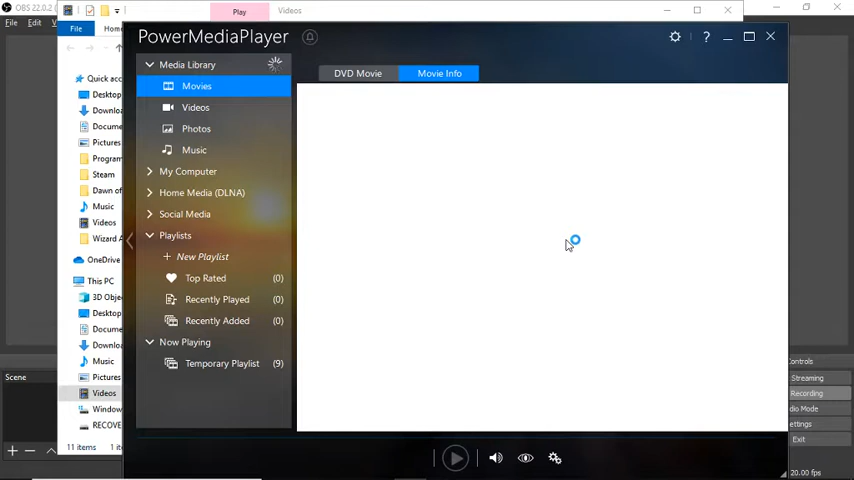 OBS 22.0.2
File
Edit
Play
Videos
File
Home
Quick acc
Desktop
Downloa
Docume
Pictures
Program
Steam
Dawn of
Music
Videos
Wizard A
OneDrive
This PC
3D Objec
Desktop
Docume
Downloa
Music
Pictures
Videos
Window
RECOVE
11 items
1 it
Scene
PowerMediaPlayer
?
Media Library
Movies
Videos
Photos
Music
My Computer
Home Media (DLNA)
Social Media
Playlists
+ New Playlist
Top Rated (0)
Recently Played (0)
Recently Added (0)
Now Playing
Temporary Playlist (9)
DVD Movie
Movie Info
Controls
Streaming
Recording
dio Mode
ettings
Exit
20.00 fps